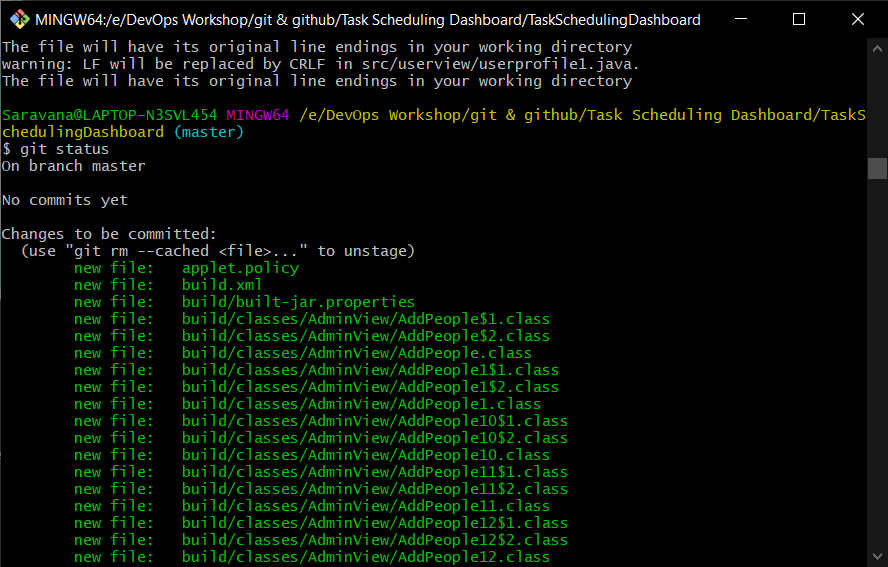 MINGW64:/e/DevOps Workshop/git & github/Task Scheduling Dashboard/TaskSchedulingDashboard
The file will have its original line endings in your working directory
warning: LF will be replaced by CRLF in src/userview/userprofile1.java.
The file will have its original line endings in your working directory
Saravana@LAPTOP-N3SVL454 MINGW64 /e/DevOps Workshop/git & github/Task Scheduling Dashboard/TaskS
chedulingDashboard (master)
$ git status
On branch master
No commits yet
Changes to be committed:
  (use "git rm --cached <file>..." to unstage)
        new file:   applet.policy
        new file:   build.xml
        new file:   build/built-jar.properties
        new file:   build/classes/AdminView/AddPeople$1.class
        new file:   build/classes/AdminView/AddPeople$2.class
        new file:   build/classes/AdminView/AddPeople.class
        new file:   build/classes/AdminView/AddPeople1$1.class
        new file:   build/classes/AdminView/AddPeople1$2.class
        new file:   build/classes/AdminView/AddPeople1.class
        new file:   build/classes/AdminView/AddPeople10$1.class
        new file:   build/classes/AdminView/AddPeople10$2.class
        new file:   build/classes/AdminView/AddPeople10.class
        new file:   build/classes/AdminView/AddPeople11$1.class
        new file:   build/classes/AdminView/AddPeople11$2.class
        new file:   build/classes/AdminView/AddPeople11.class
        new file:   build/classes/AdminView/AddPeople12$1.class
        new file:   build/classes/AdminView/AddPeople12$2.class
        new file:   build/classes/AdminView/AddPeople12.class